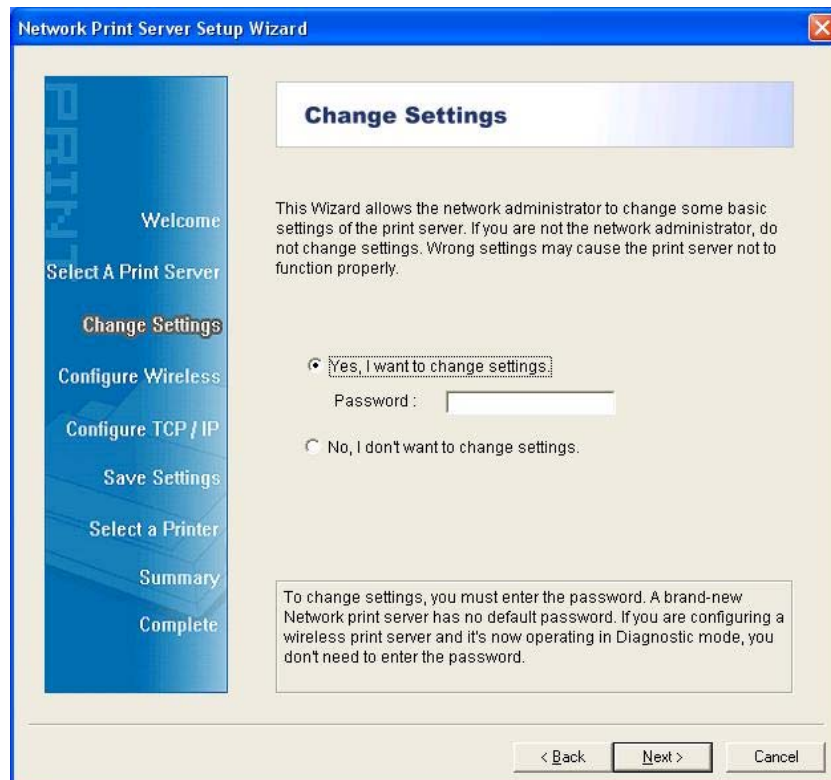 Network Print Server Setup Wizard
PRINT
Welcome
Select A Print Server
Change Settings
Configure Wireless
Configure TCP / IP
Save Settings
Select a Printer
Summary
Complete
Change Settings
This Wizard allows the network administrator to change some basic
settings of the print server. If you are not the network administrator, do
not change settings. Wrong settings may cause the print server not to
function properly.
Yes, I want to change settings.
Password :
No, I don't want to change settings.
To change settings, you must enter the password. A brand-new
Network print server has no default password. If you are configuring a
wireless print server and it's now operating in Diagnostic mode, you
don't need to enter the password.
< Back
Next >
Cancel